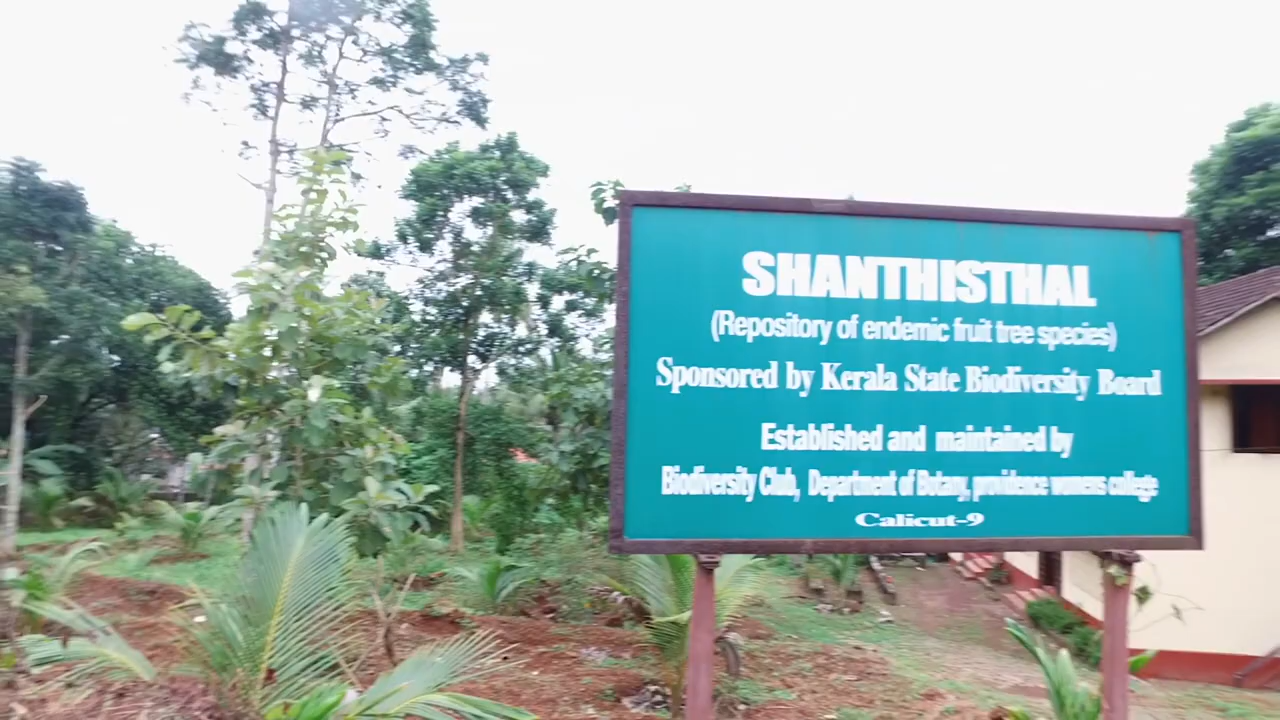 SHANTHISTHAL
(Repository of endemic fruit tree species)
Sponsored by Kerala State Biodiversity Board
Established and maintained by
Biodiversity Club, Department of Botany, providence womens college
Calicut-9